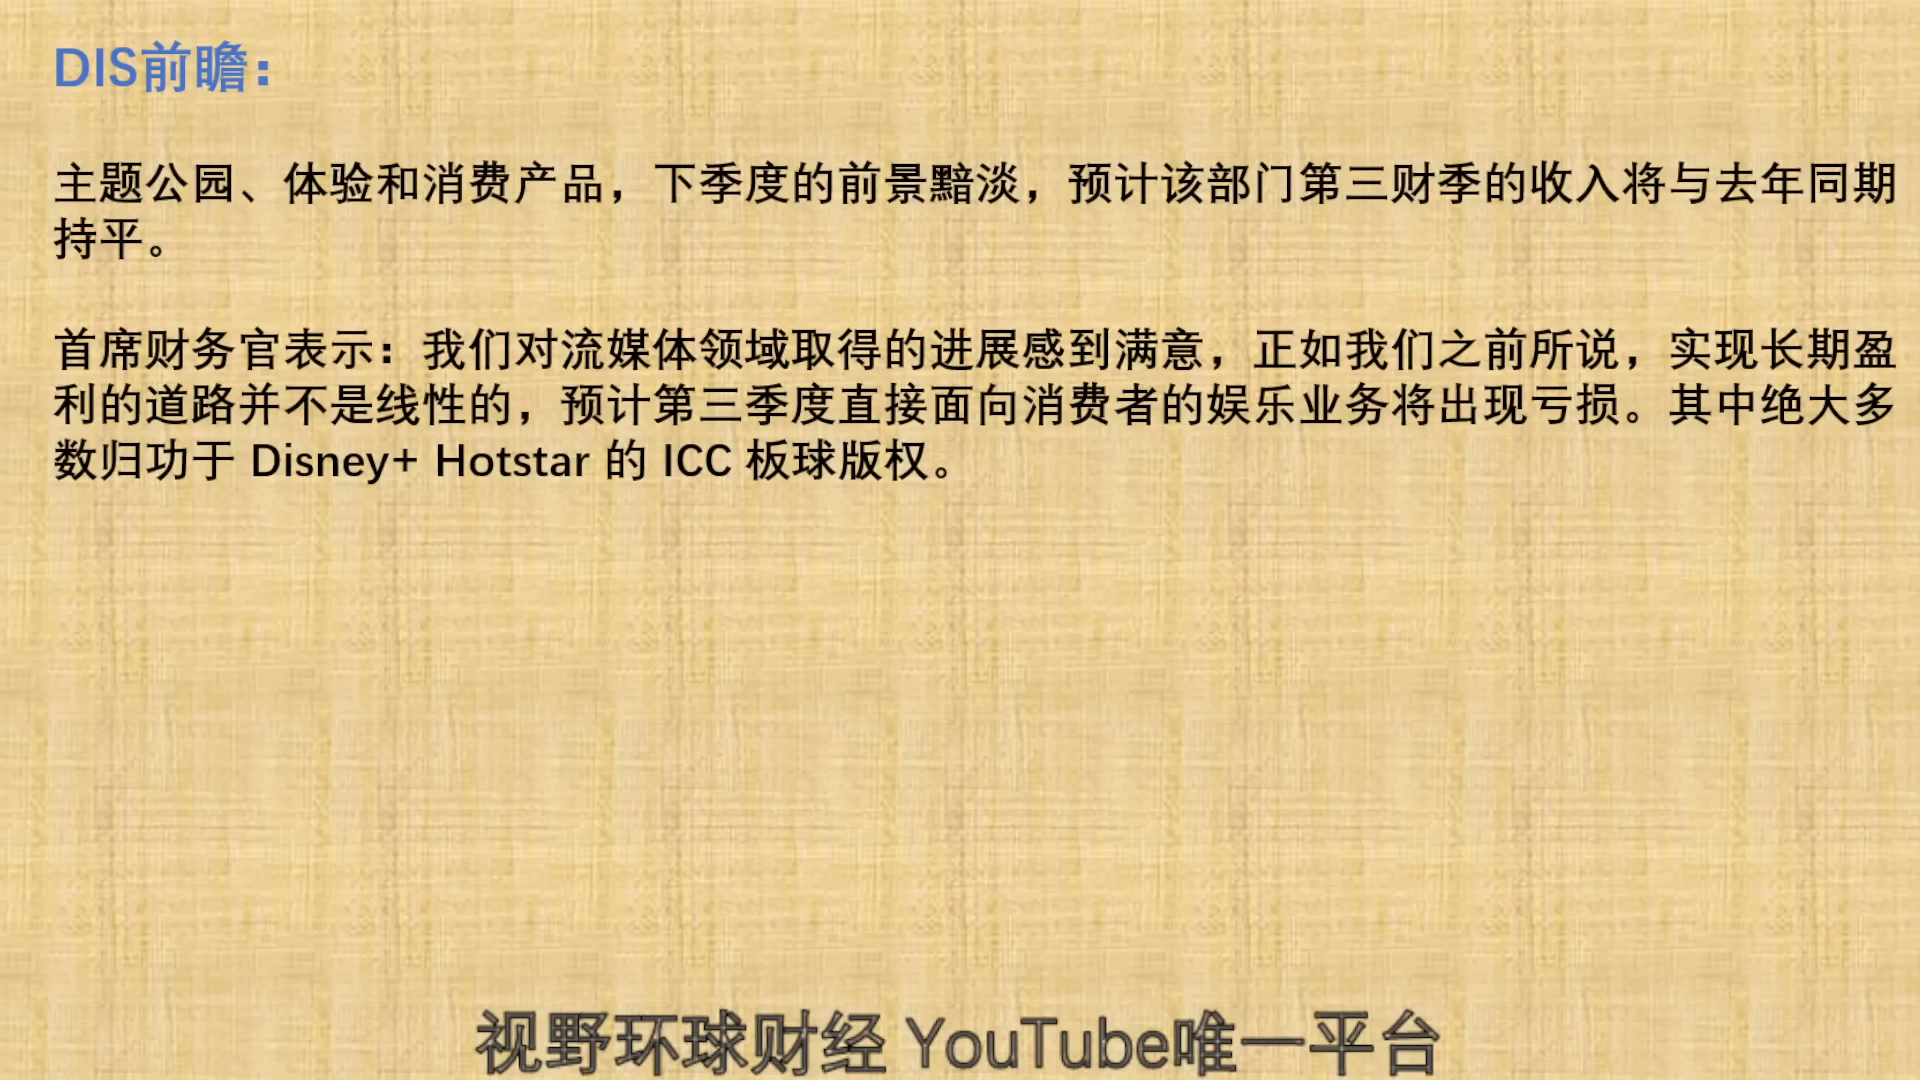 DIS前瞻：
主题公园、体验和消费产品，下季度的前景黯淡，预计该部门第三财季的收入将与去年同期
持平。
首席财务官表示：我们对流媒体领域取得的进展感到满意，正如我们之前所说，实现长期盈
利的道路并不是线性的，预计第三季度直接面向消费者的娱乐业务将出现亏损。其中绝大多
数归功于 Disney+ Hotstar 的 ICC 板球版权。
视野环球财经 YouTube唯一平台